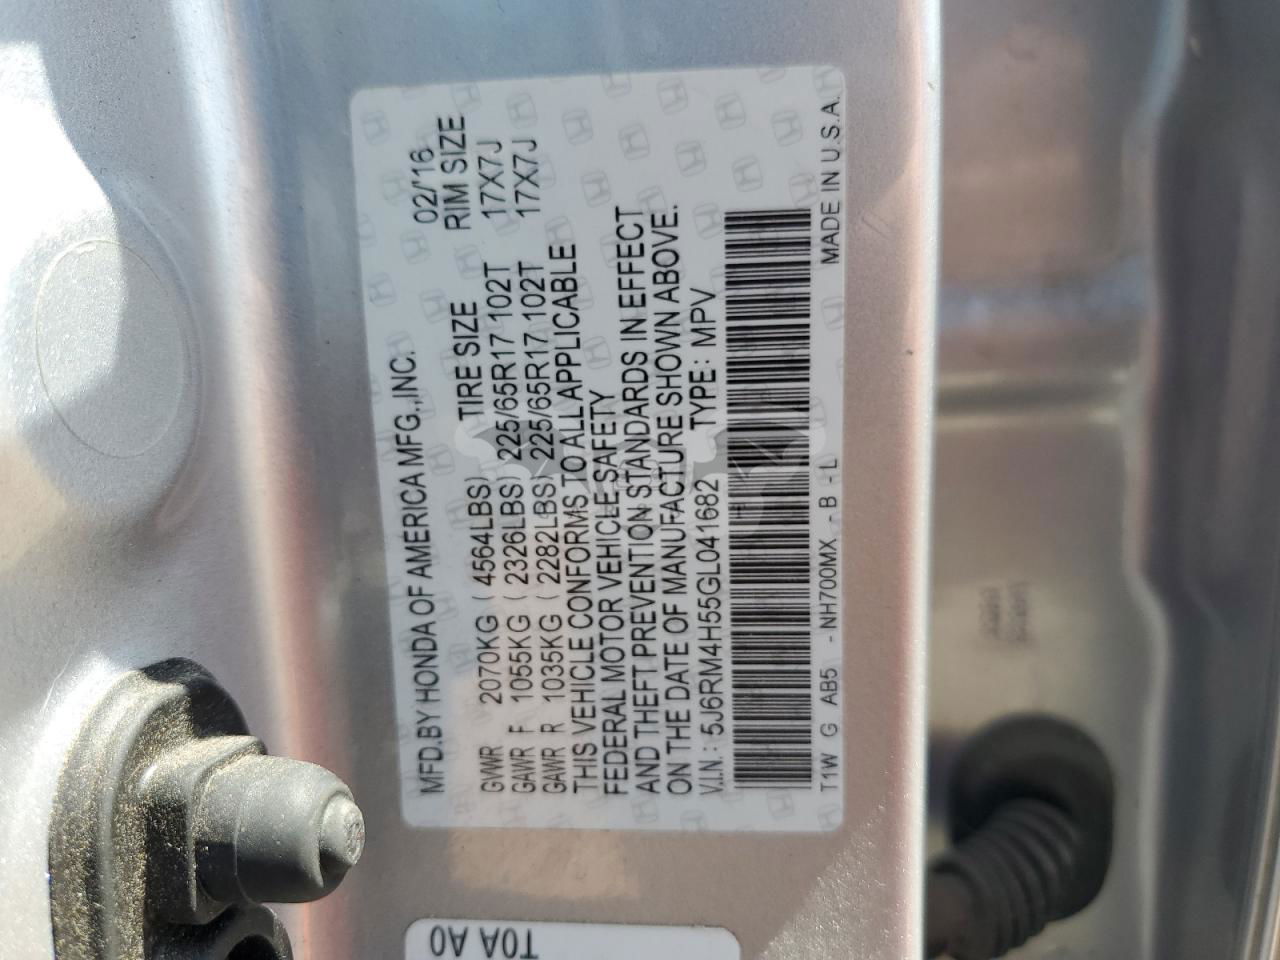 MFD.BY HONDA OF AMERICA MFG.,INC. 02/'16
TIRE SIZE RIM SIZE
GVWR 2070KG ( 4564LBS)
GAWR F 1055KG ( 2326LBS) 225/65R17 102T 17X7J
GAWR R 1035KG ( 2282LBS) 225/65R17 102T 17X7J
THIS VEHICLE CONFORMS TO ALL APPLICABLE
FEDERAL MOTOR VEHICLE SAFETY
AND THEFT PREVENTION STANDARDS IN EFFECT
ON THE DATE OF MANUFACTURE SHOWN ABOVE.
V.I.N.: 5J6RM4H55GL041682 TYPE: MPV
T1W G AB5 - NH700MX - B - L MADE IN U.S.A.
T0A A0